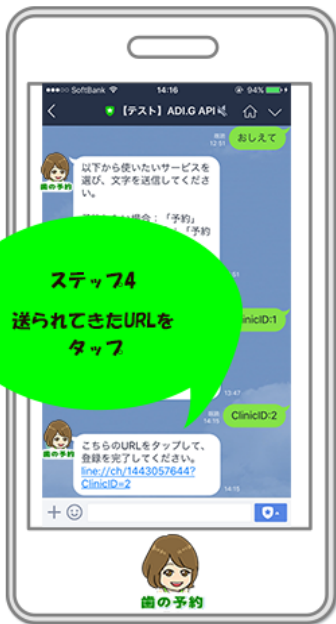 SoftBank 14:16 94%
【テスト】ADI.G API
既読
12:51
おしえて
歯の予約
以下から使いたいサービスを
選び、文字を送信してくださ
い。
「予約」
「予約
ステップ4
送られてきたURLを
タップ
13:47
既読
14:15
ClinicID:2
歯の予約
こちらのURLをタップして、
登録を完了してください。
line://ch/1443057644?
ClinicID=2
14:15
歯の予約